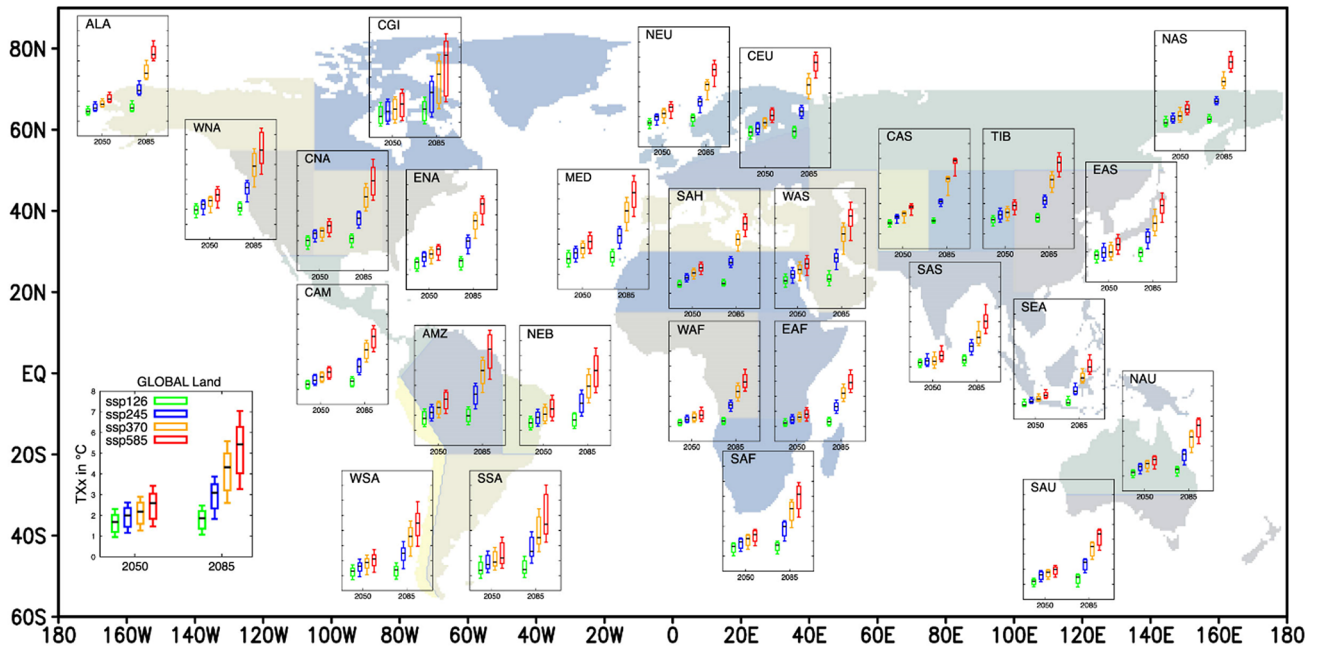 80N
60N
40N
20N
EQ
20S
40S
60S
180 160W 140W 120W 100W 80W 60W 40W 20W 0 20E 40E 60E 80E 100E 120E 140E 160E 180
ALA
2050 2085
CGI
2050 2085
NEU
2050 2085
CEU
2050 2085
NAS
2050 2085
WNA
2050 2085
CNA
2050 2085
ENA
2050 2085
MED
2050 2085
SAH
2050 2085
WAS
2050 2085
CAS
2050 2085
TIB
2050 2085
EAS
2050 2085
CAM
2050 2085
AMZ
2050 2085
NEB
2050 2085
WAF
2050 2085
EAF
2050 2085
SAS
2050 2085
SEA
2050 2085
NAU
2050 2085
WSA
2050 2085
SSA
2050 2085
SAF
2050 2085
SAU
2050 2085
GLOBAL Land
ssp126
ssp245
ssp370
ssp585
TXx in °C
8
7
6
5
4
3
2
1
0
2050 2085